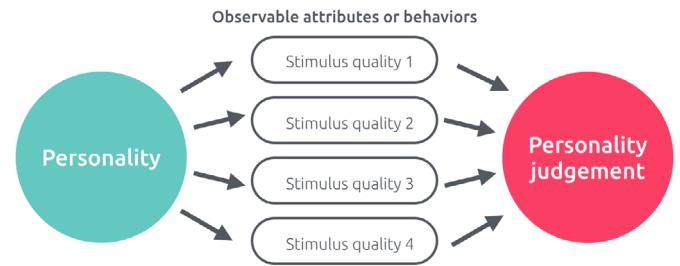 Observable attributes or behaviors
Stimulus quality 1
Stimulus quality 2
Stimulus quality 3
Stimulus quality 4
Personality
Personality
judgement